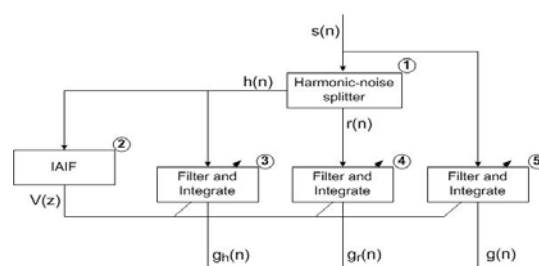 s(n)
①
h(n)
Harmonic-noise
splitter
r(n)
②
IAIF
③
Filter and
Integrate
④
Filter and
Integrate
⑤
Filter and
Integrate
V(z)
gh(n)
gr(n)
g(n)